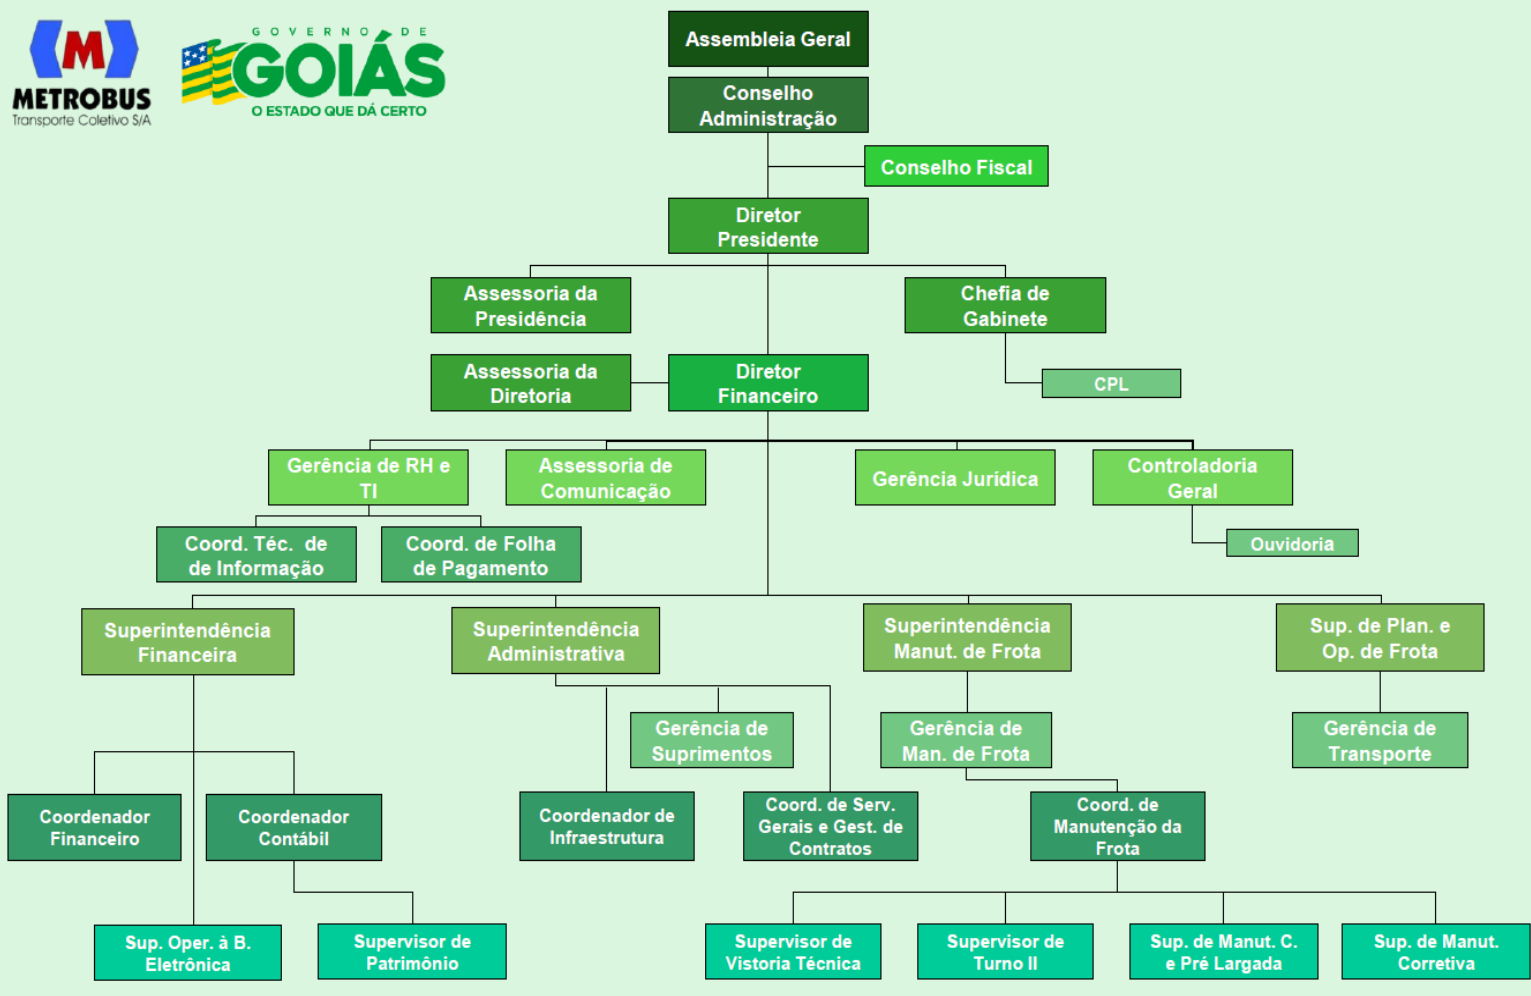 METROBUS
Transporte Coletivo S/A
GOVERNO DE
GOIÁS
O ESTADO QUE DÁ CERTO
Assembleia Geral
Conselho
Administração
Conselho Fiscal
Diretor
Presidente
Assessoria da
Presidência
Chefia de
Gabinete
Assessoria da
Diretoria
Diretor
Financeiro
CPL
Gerência de RH e
TI
Assessoria de
Comunicação
Gerência Jurídica
Controladoria
Geral
Coord. Téc. de
de Informação
Coord. de Folha
de Pagamento
Ouvidoria
Superintendência
Financeira
Superintendência
Administrativa
Superintendência
Manut. de Frota
Sup. de Plan. e
Op. de Frota
Gerência de
Suprimentos
Gerência de
Man. de Frota
Gerência de
Transporte
Coordenador
Financeiro
Coordenador
Contábil
Coordenador de
Infraestrutura
Coord. de Serv.
Gerais e Gest. de
Contratos
Coord. de
Manutenção da
Frota
Sup. Oper. à B.
Eletrônica
Supervisor de
Patrimônio
Supervisor de
Vistoria Técnica
Supervisor de
Turno II
Sup. de Manut. C.
e Pré Largada
Sup. de Manut.
Corretiva